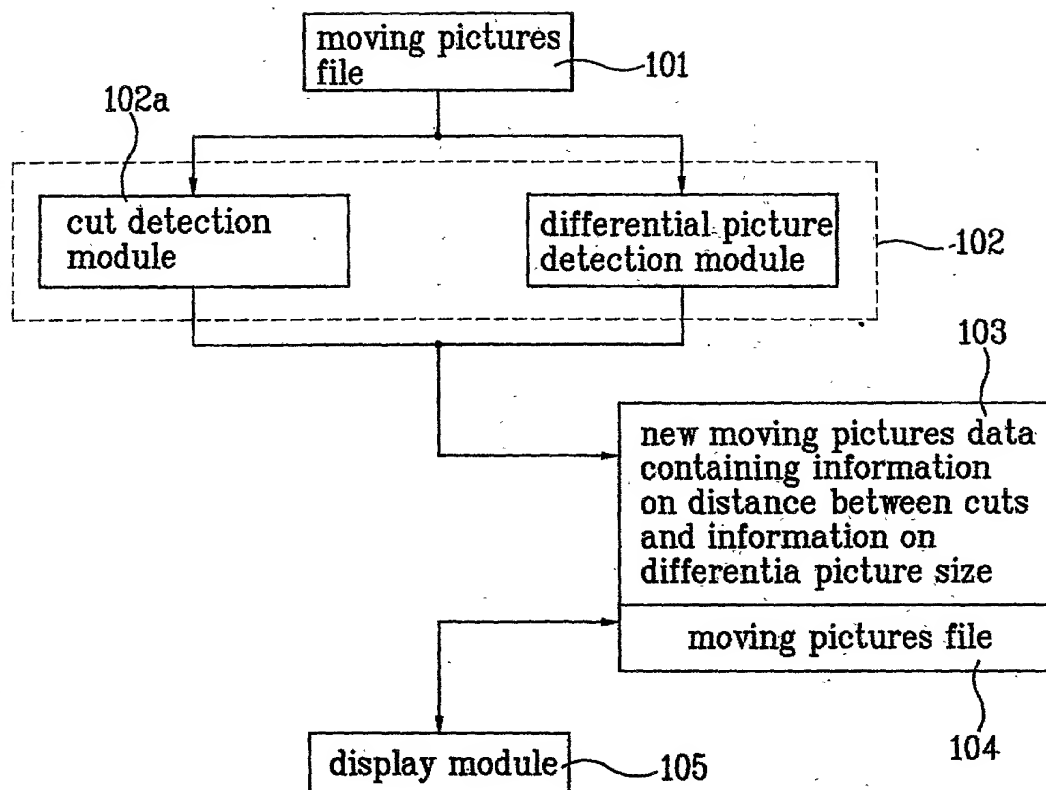 moving pictures
file
101
102a
cut detection
module
differential picture
detection module
102
103
new moving pictures data
containing information
on distance between cuts
and information on
differentia picture size
moving pictures file
104
display module
105